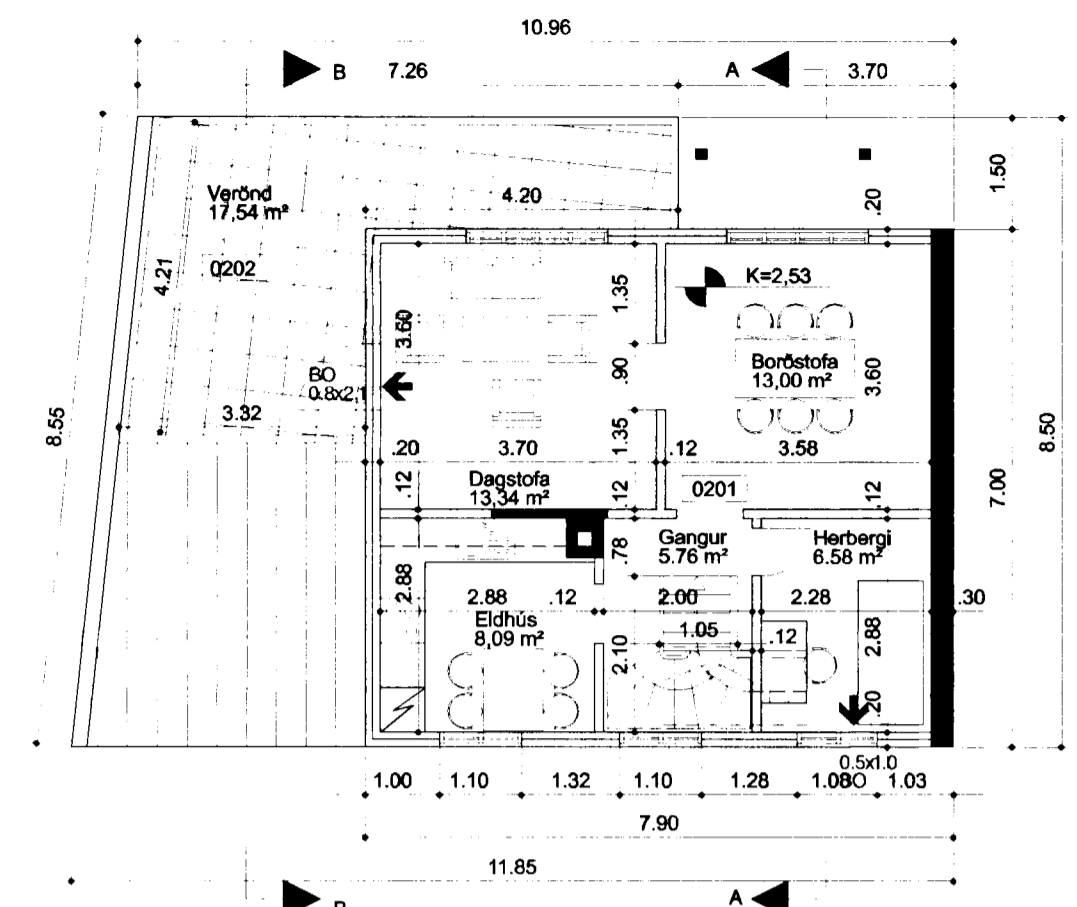 10.96
B 7.26 A 3.70
1.50
Verönd
17,54 m²
4.20
.20
4.21
0202
1.35
K=2,53
3.60
BO
0.8x2,1
.90
Borðstofa
13,00 m²
3.60
8.55
3.32
8.50
1.35
.20 3.70 .12 3.58
Dagstofa
13,34 m²
.12
.12
0201
.12
7.00
.78
Gangur
5.76 m²
Herbergi
6.58 m²
2.88
2.88 .12 2.00 2.28 .30
Eldhús
8,09 m²
2.10
1.05
.12
2.88
.20
0.5x1.0
1.00 1.10 1.32 1.10 1.28 1.08 BO 1.03
7.90
11.85
B A